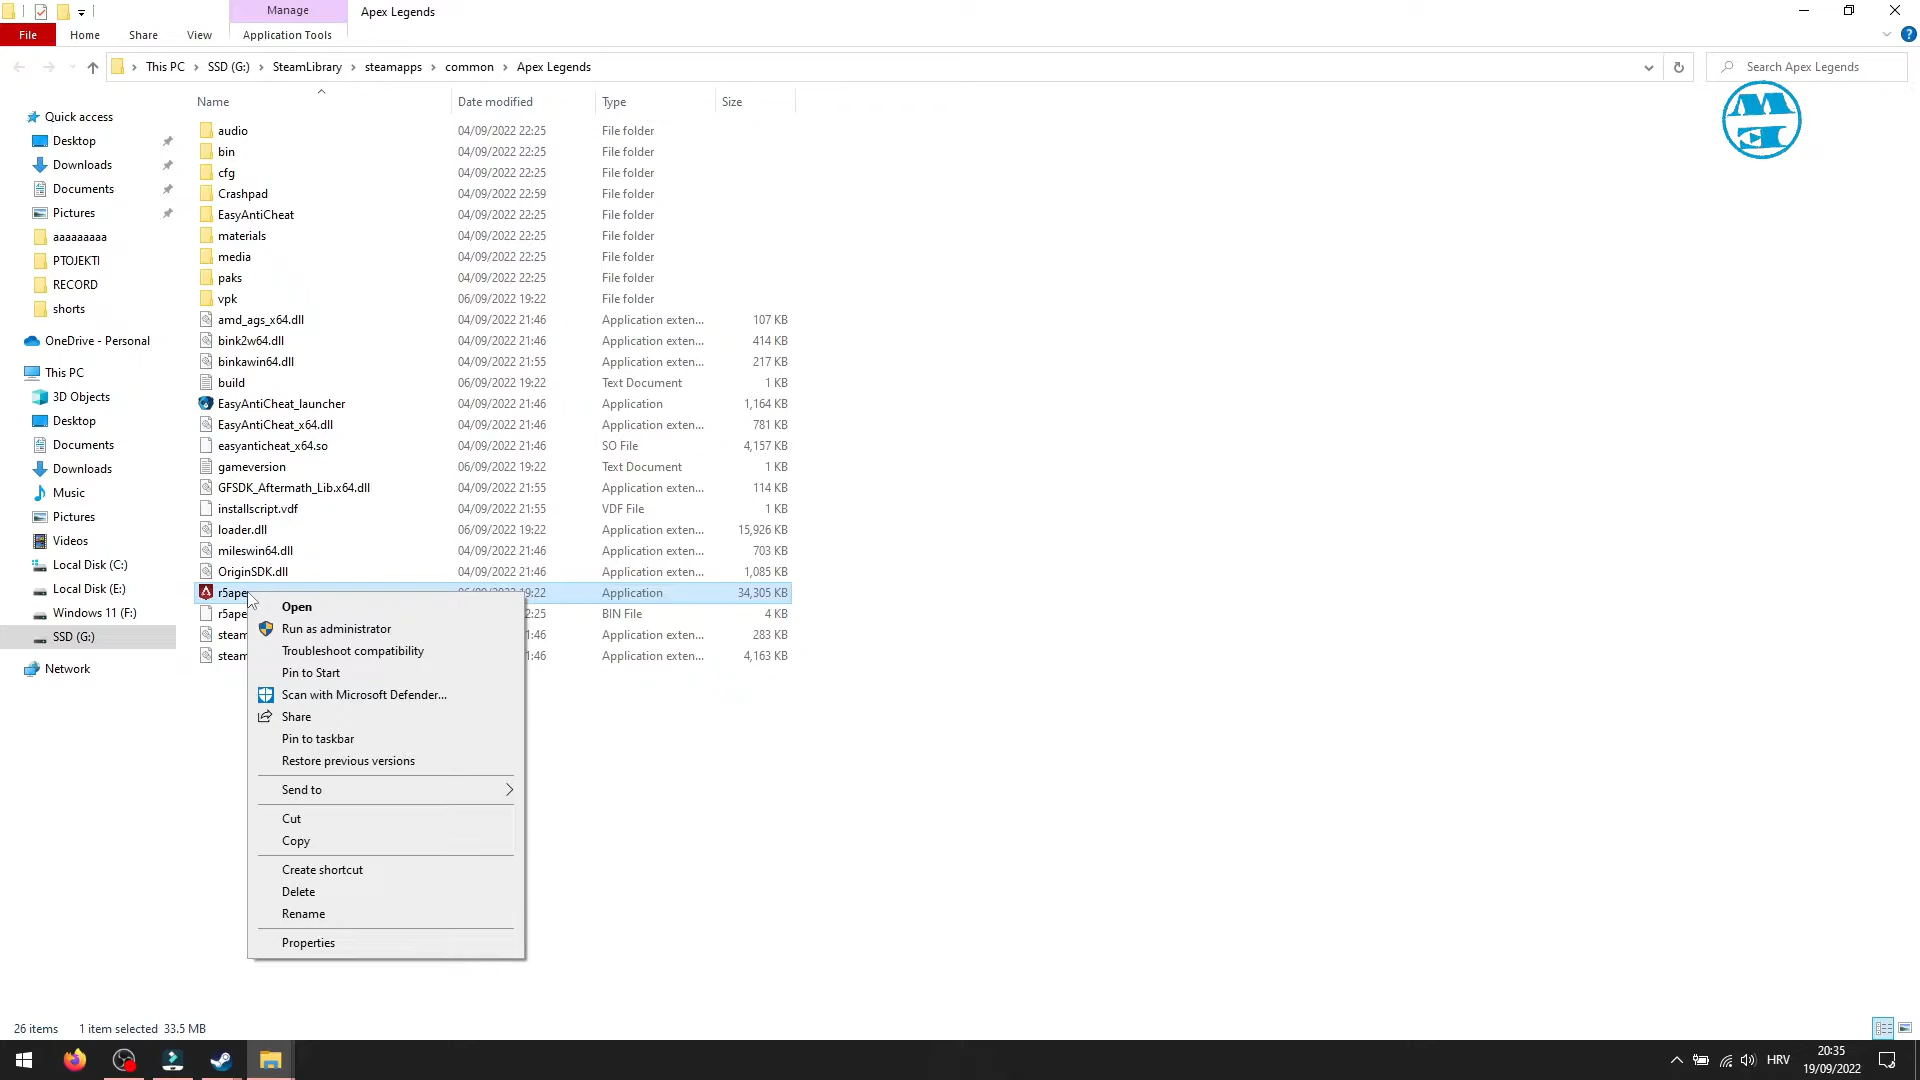 Manage
Apex Legends
File
Home
Share
View
Application Tools
This PC
SSD (G:)
SteamLibrary
steamapps
common
Apex Legends
Search Apex Legends
Name
Date modified
Type
Size
Quick access
Desktop
Downloads
Documents
Pictures
aaaaaaaaa
PTOJEKTI
RECORD
shorts
OneDrive - Personal
This PC
3D Objects
Desktop
Documents
Downloads
Music
Pictures
Videos
Local Disk (C:)
Local Disk (E:)
Windows 11 (F:)
SSD (G:)
Network
audio 04/09/2022 22:25 File folder
bin 04/09/2022 22:25 File folder
cfg 04/09/2022 22:25 File folder
Crashpad 04/09/2022 22:59 File folder
EasyAntiCheat 04/09/2022 22:25 File folder
materials 04/09/2022 22:25 File folder
media 04/09/2022 22:25 File folder
paks 04/09/2022 22:25 File folder
vpk 06/09/2022 19:22 File folder
amd_ags_x64.dll 04/09/2022 21:46 Application exten... 107 KB
bink2w64.dll 04/09/2022 21:46 Application exten... 414 KB
binkawin64.dll 04/09/2022 21:55 Application exten... 217 KB
build 06/09/2022 19:22 Text Document 1 KB
EasyAntiCheat_launcher 04/09/2022 21:46 Application 1,164 KB
EasyAntiCheat_x64.dll 04/09/2022 21:46 Application exten... 781 KB
easyanticheat_x64.so 04/09/2022 21:46 SO File 4,157 KB
gameversion 06/09/2022 19:22 Text Document 1 KB
GFSDK_Aftermath_Lib.x64.dll 04/09/2022 21:55 Application exten... 114 KB
installscript.vdf 04/09/2022 21:55 VDF File 1 KB
loader.dll 06/09/2022 19:22 Application exten... 15,926 KB
mileswin64.dll 04/09/2022 21:46 Application exten... 703 KB
OriginSDK.dll 04/09/2022 21:46 Application exten... 1,085 KB
r5ape 19:22 Application 34,305 KB
r5ape 2:25 BIN File 4 KB
steam 1:46 Application exten... 283 KB
steam 1:46 Application exten... 4,163 KB
Open
Run as administrator
Troubleshoot compatibility
Pin to Start
Scan with Microsoft Defender...
Share
Pin to taskbar
Restore previous versions
Send to
Cut
Copy
Create shortcut
Delete
Rename
Properties
26 items 1 item selected 33.5 MB
HRV
20:35
19/09/2022